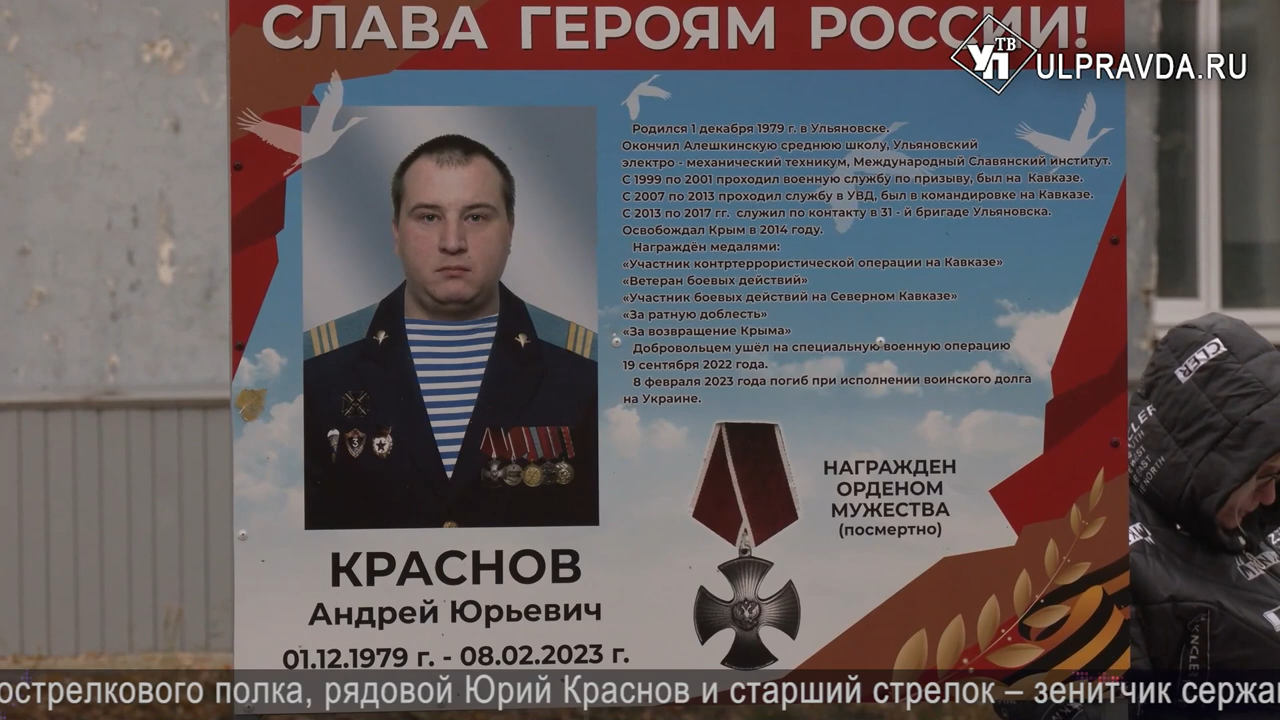 СЛАВА ГЕРОЯМ РОССИИ!
ТВ
УП
ULPRAVDA.RU
Родился 1 декабря 1979 г. в Ульяновске.
Окончил Алешкинскую среднюю школу, Ульяновский
электро - механический техникум, Международный Славянский институт.
С 1999 по 2001 проходил военную службу по призыву, был на Кавказе.
С 2007 по 2013 проходил службу в УВД, был в командировке на Кавказе.
С 2013 по 2017 гг. служил по контакту в 31 - й бригаде Ульяновска.
Освобождал Крым в 2014 году.
Награждён медалями:
«Участник контртеррористической операции на Кавказе»
«Ветеран боевых действий»
«Участник боевых действий на Северном Кавказе»
«За ратную доблесть»
«За возвращение Крыма»
Добровольцем ушёл на специальную военную операцию
19 сентября 2022 года.
8 февраля 2023 года погиб при исполнении воинского долга
на Украине.
НАГРАЖДЕН
ОРДЕНОМ
МУЖЕСТВА
(посмертно)
КРАСНОВ
Андрей Юрьевич
01.12.1979 г. - 08.02.2023 г.
острелкового полка, рядовой Юрий Краснов и старший стрелок – зенитчик сержа